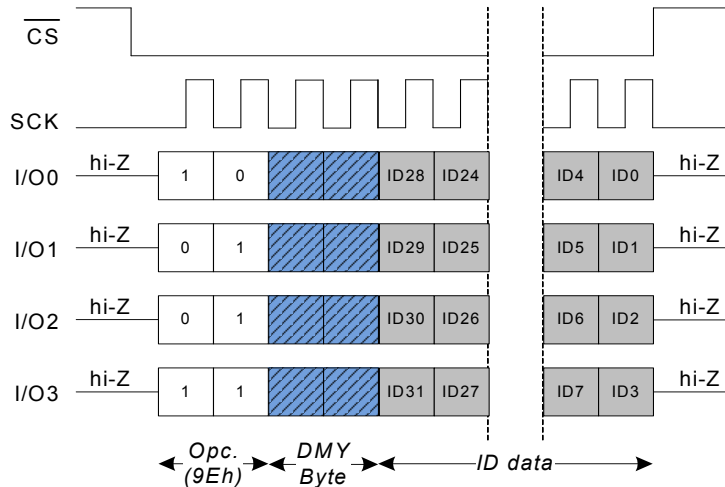 CS
SCK
I/O0 hi-Z 1 0 ID28 ID24 ID4 ID0 hi-Z
I/O1 hi-Z 0 1 ID29 ID25 ID5 ID1 hi-Z
I/O2 hi-Z 0 1 ID30 ID26 ID6 ID2 hi-Z
I/O3 hi-Z 1 1 ID31 ID27 ID7 ID3 hi-Z
Opc. DMY ID data
(9Eh) Byte